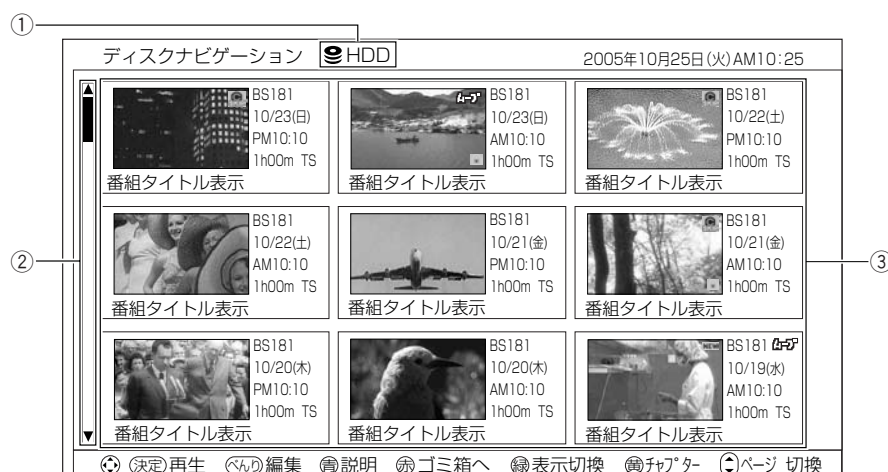 ①
ディスクナビゲーション HDD 2005年10月25日(火)AM10:25
②
③
BS181
10/23(日)
PM10:10
1h00m TS
番組タイトル表示
ムーブ
BS181
10/23(日)
AM10:10
1h00m TS
番組タイトル表示
BS181
10/22(土)
PM10:10
1h00m TS
番組タイトル表示
BS181
10/22(土)
AM10:10
1h00m TS
番組タイトル表示
BS181
10/21(金)
PM10:10
1h00m TS
番組タイトル表示
BS181
10/21(金)
AM10:10
1h00m TS
番組タイトル表示
BS181
10/20(木)
PM10:10
1h00m TS
番組タイトル表示
BS181
10/20(木)
AM10:10
1h00m TS
番組タイトル表示
NEW
BS181 ムーブ
10/19(水)
AM10:10
1h00m TS
番組タイトル表示
決定 再生 べんり 編集 青 説明 赤 ゴミ箱へ 緑 表示切換 黄 チャプター ページ 切換